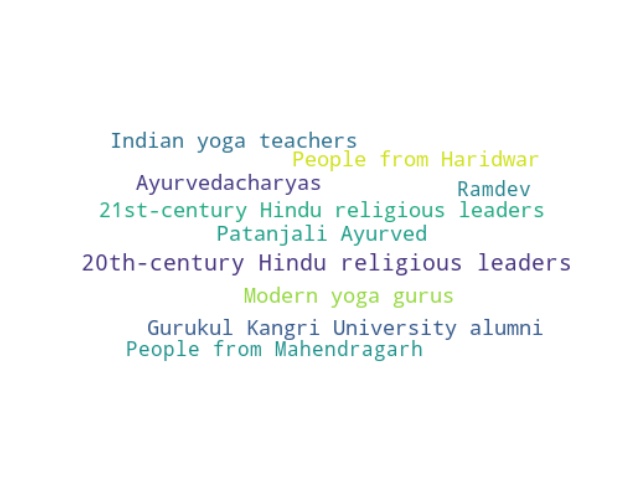 Indian yoga teachers
People from Haridwar
Ayurvedacharyas
Ramdev
21st-century Hindu religious leaders
Patanjali Ayurved
20th-century Hindu religious leaders
Modern yoga gurus
Gurukul Kangri University alumni
People from Mahendragarh